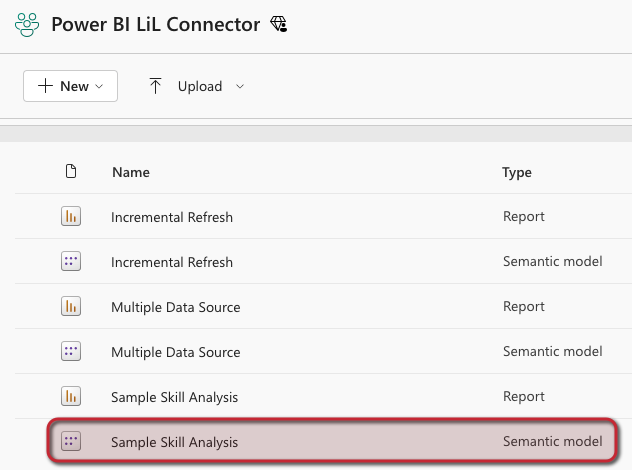 Power BI LiL Connector
New Upload
Name Type
Incremental Refresh Report
Incremental Refresh Semantic model
Multiple Data Source Report
Multiple Data Source Semantic model
Sample Skill Analysis Report
Sample Skill Analysis Semantic model